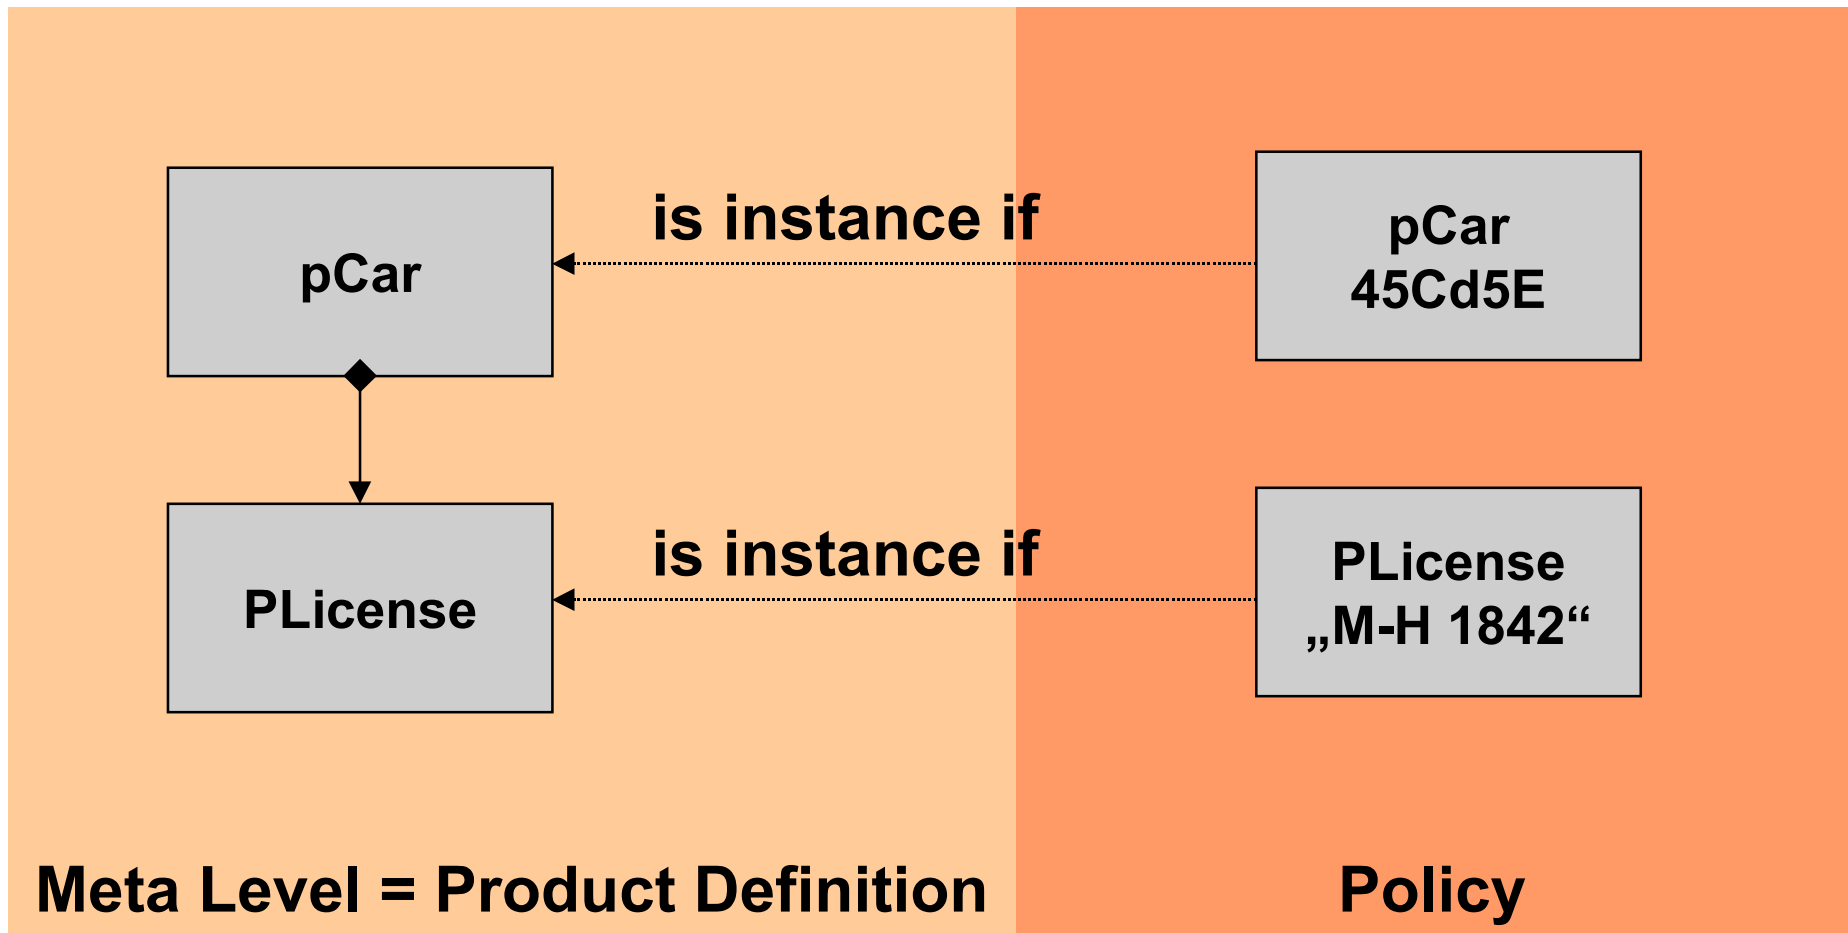 pCar
is instance if
pCar
45Cd5E
PLicense
is instance if
PLicense
„M-H 1842“
Meta Level = Product Definition
Policy